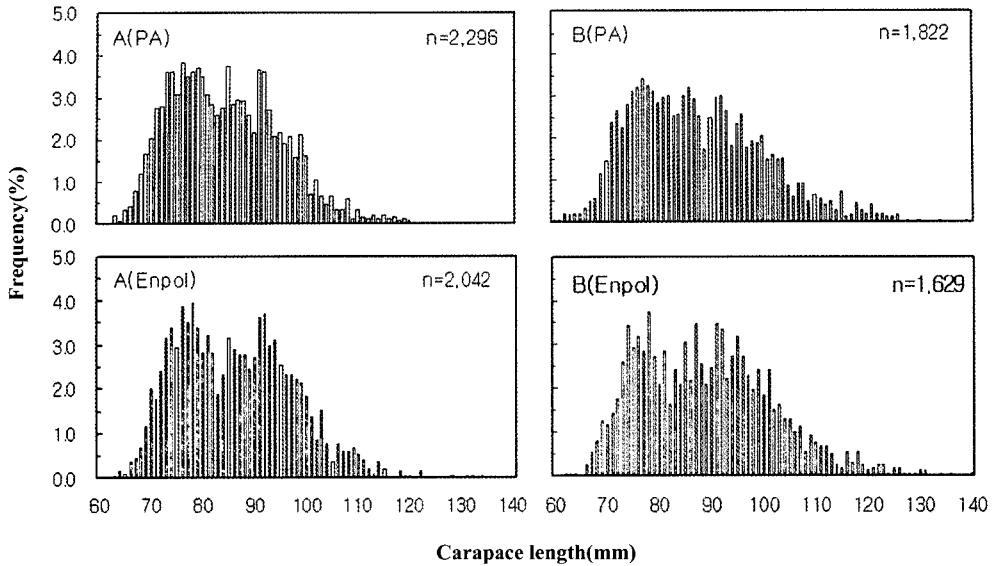 5.0
4.0
3.0
2.0
1.0
0.0
A(PA) n=2,296
B(PA) n=1,822
Frequency(%)
5.0
4.0
3.0
2.0
1.0
0.0
A(Enpol) n=2,042
B(Enpol) n=1,629
60 70 80 90 100 110 120 130 140
60 70 80 90 100 110 120 130 140
Carapace length(mm)